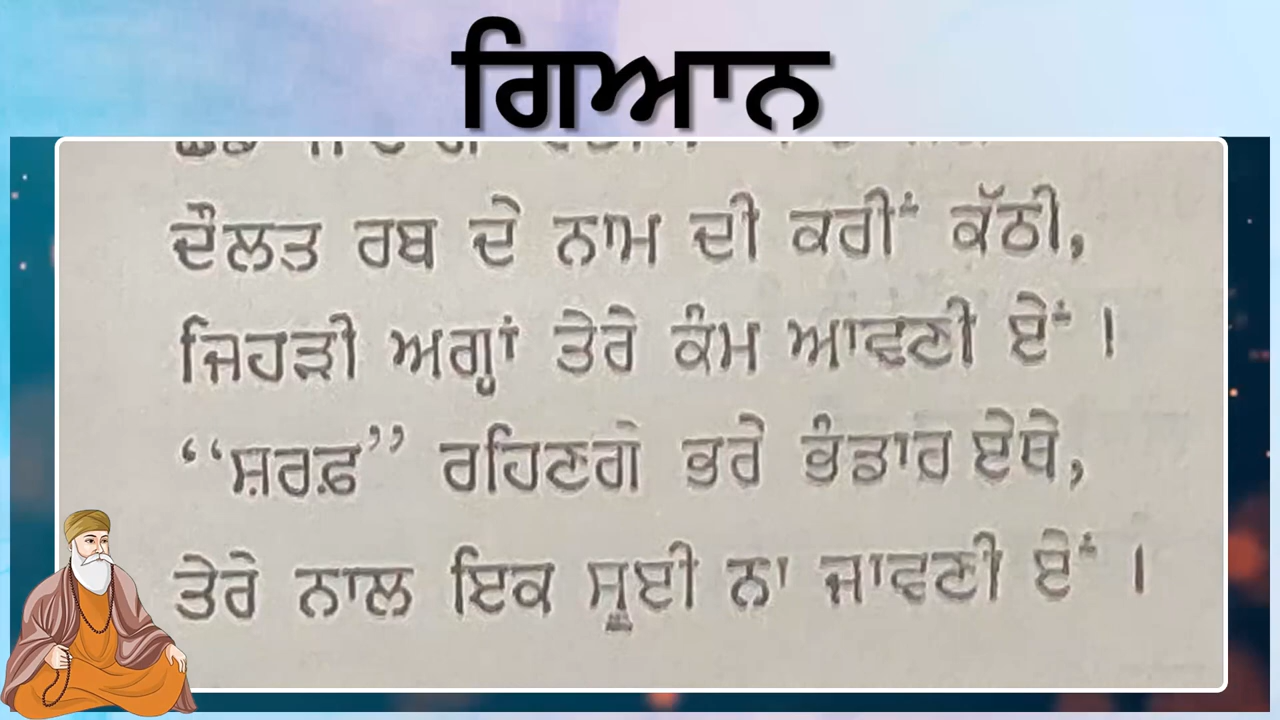 ਗਿਆਨ
ਦੌਲਤ ਰਬ ਦੇ ਨਾਮ ਦੀ ਕਰੀਂ ਕੱਠੀ,
ਜਿਹੜੀ ਅਗ੍ਹਾਂ ਤੇਰੇ ਕੰਮ ਆਵਣੀ ਏਂ ।
“ਸ਼ਰਫ਼” ਰਹਿਣਗੇ ਭਰੇ ਭੰਡਾਰ ਏਥੇ,
ਤੇਰੇ ਨਾਲ ਇਕ ਸੂਈ ਨਾ ਜਾਵਣੀ ਏਂ ।